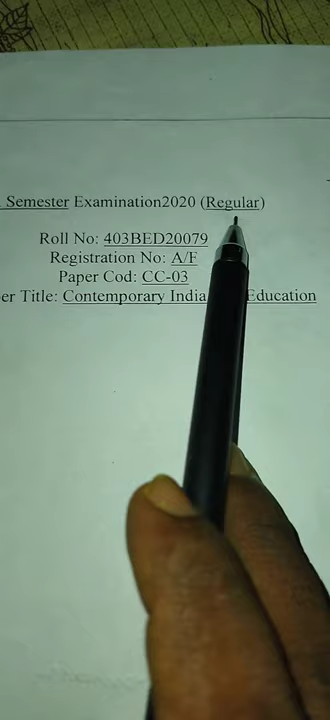 Semester Examination2020 (Regular)
Roll No: 403BED20079
Registration No: A/F
Paper Cod: CC-03
er Title: Contemporary India Education